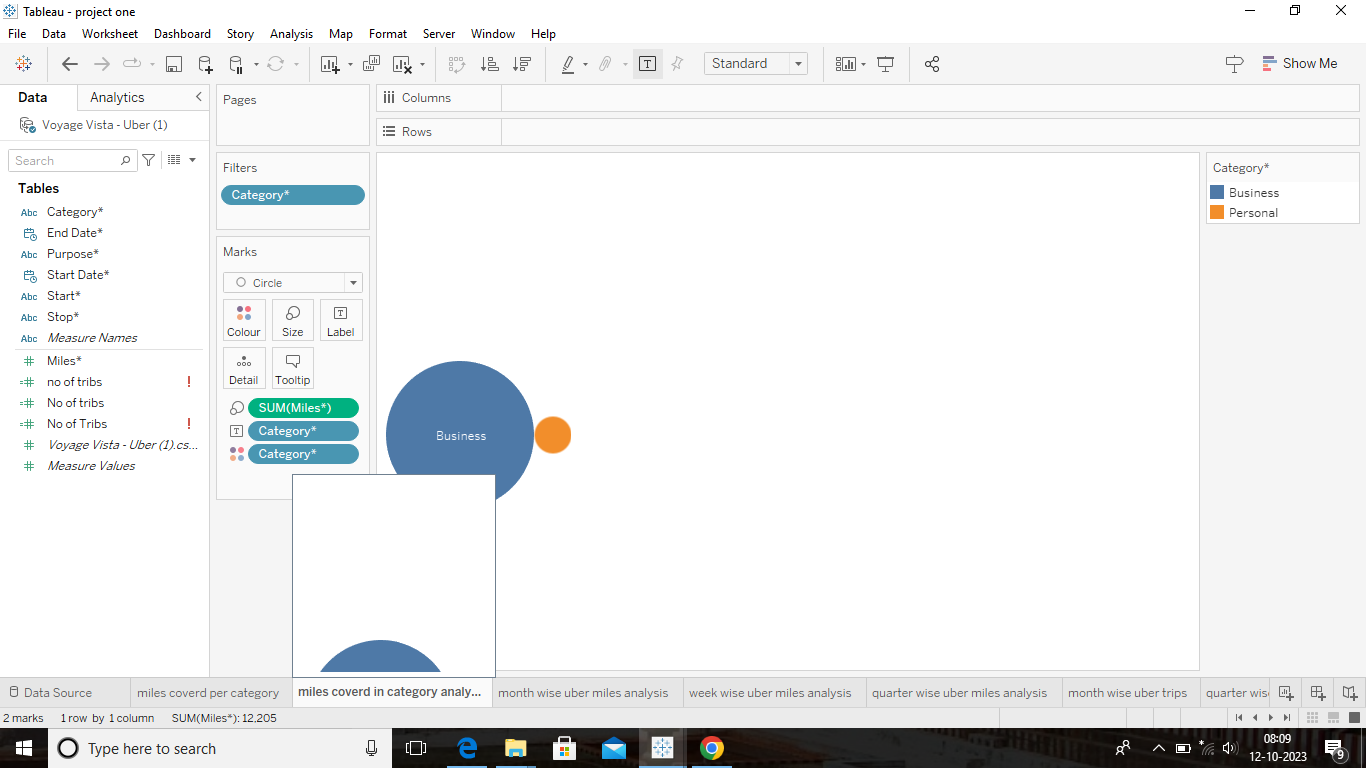 Tableau - project one
File Data Worksheet Dashboard Story Analysis Map Format Server Window Help
Standard
Show Me
Data Analytics
Voyage Vista - Uber (1)
Search
Tables
Abc Category*
End Date*
Abc Purpose*
Start Date*
Abc Start*
Abc Stop*
Abc Measure Names
# Miles*
=# no of tribs !
=# No of tribs
=# No of Tribs !
# Voyage Vista - Uber (1).cs...
# Measure Values
Pages
Filters
Category*
Marks
Circle
Colour Size Label
Detail Tooltip
SUM(Miles*)
Category*
Category*
Columns
Rows
Business
Category*
Business
Personal
Data Source miles coverd per category miles coverd in category analy... month wise uber miles analysis week wise uber miles analysis quarter wise uber miles analysis month wise uber trips quarter wise
2 marks 1 row by 1 column SUM(Miles*): 12,205
Type here to search
08:09
12-10-2023
9